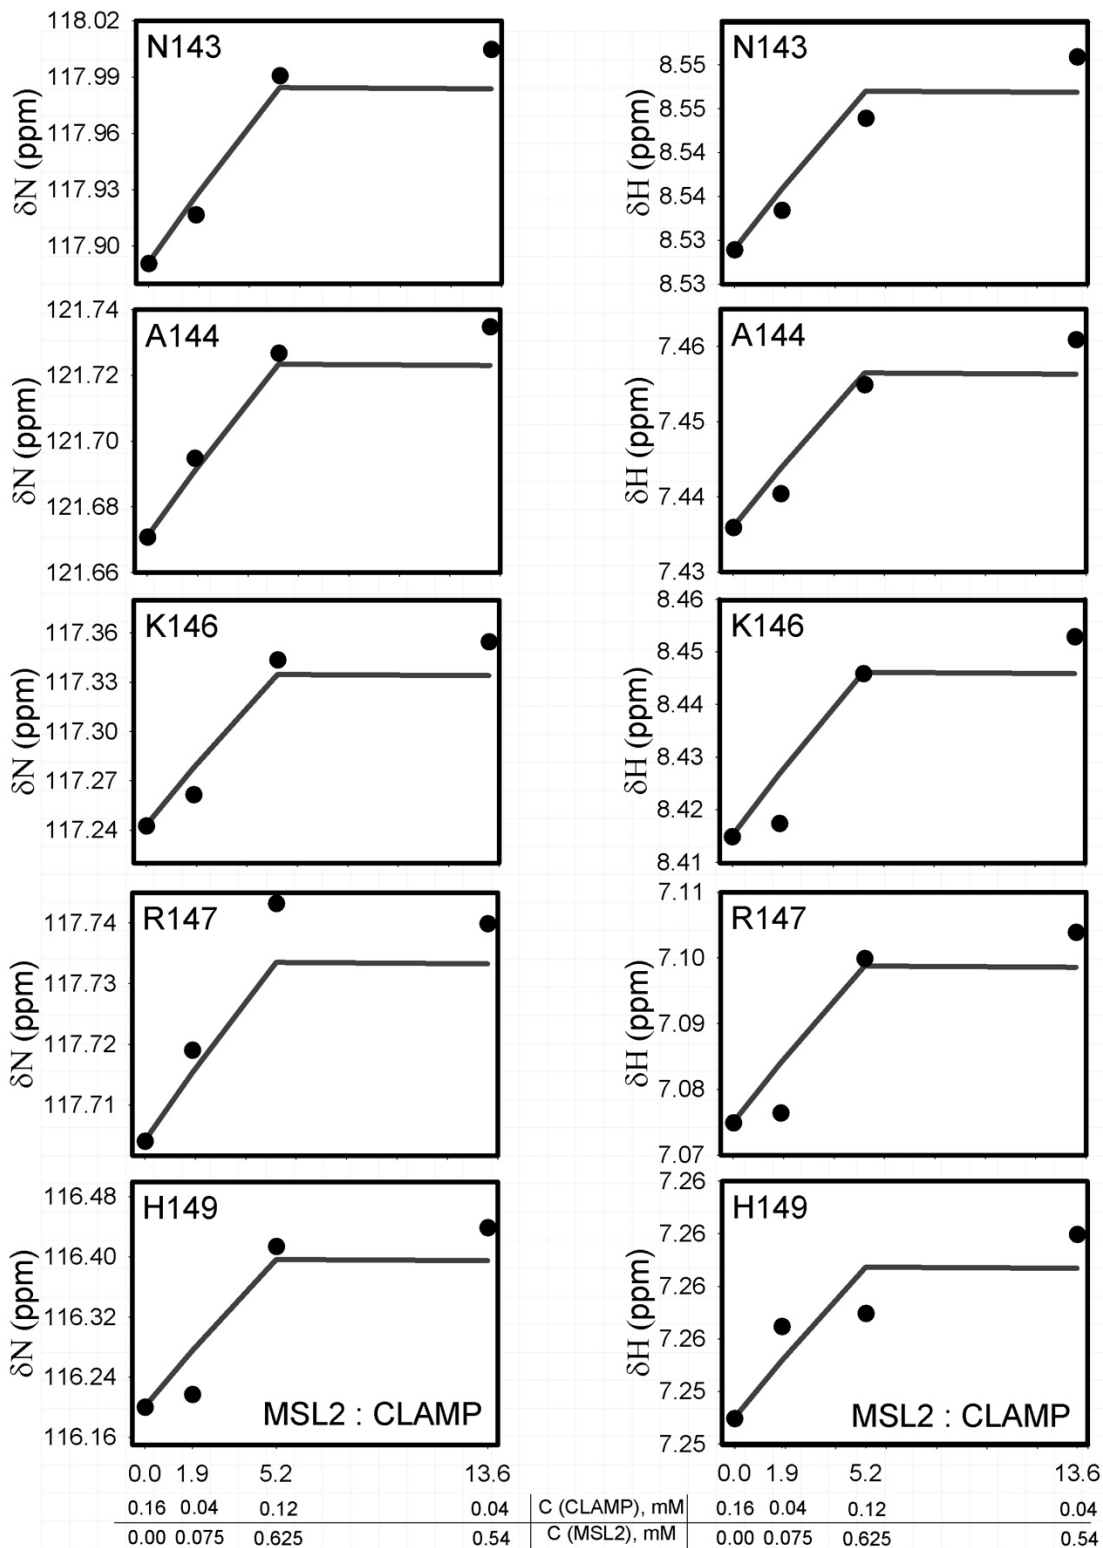 118.02
N143
117.99
117.96
117.93
117.90
δN (ppm)
N143
8.55
8.55
8.54
8.54
8.53
8.53
δH (ppm)
121.74
A144
121.72
121.70
121.68
121.66
δN (ppm)
A144
7.46
7.45
7.44
7.43
δH (ppm)
K146
117.36
117.33
117.30
117.27
117.24
δN (ppm)
8.46
K146
8.45
8.44
8.43
8.42
8.41
δH (ppm)
R147
117.74
117.73
117.72
117.71
δN (ppm)
7.11
R147
7.10
7.09
7.08
7.07
δH (ppm)
116.48
H149
116.40
116.32
116.24
116.16
δN (ppm)
MSL2 : CLAMP
7.26
H149
7.26
7.26
7.26
7.25
7.25
δH (ppm)
MSL2 : CLAMP
0.0 1.9 5.2 13.6 0.0 1.9 5.2 13.6
0.16 0.04 0.12 0.04 C (CLAMP), mM 0.16 0.04 0.12 0.04
0.00 0.075 0.625 0.54 C (MSL2), mM 0.00 0.075 0.625 0.54